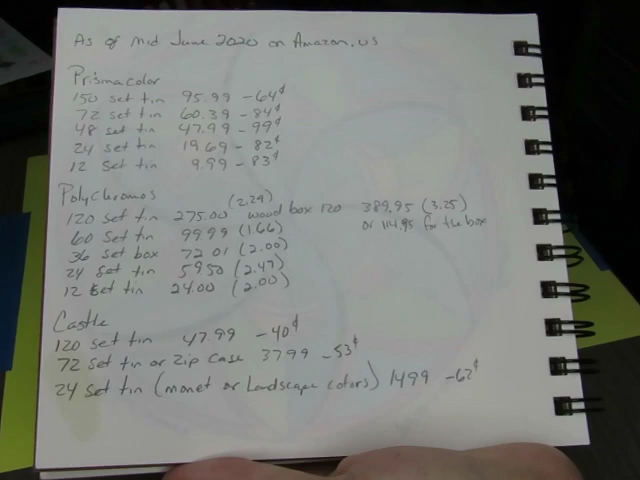 As of mid June 2020 on Amazon.us
Prismacolor
150 set tin 95.99 - 64¢
72 set tin 60.39 - 84¢
48 set tin 47.99 - 99¢
24 set tin 19.69 - 82¢
12 set tin 9.99 - 83¢
Polychromos
120 set tin 275.00 (2.29) wood box 120 389.95 (3.25)
or 114.95 for the box
60 set tin 99.99 (1.66)
36 set box 72.01 (2.00)
24 set tin 59.50 (2.47)
12 set tin 24.00 (2.00)
Castle
120 set tin 47.99 - 40¢
72 set tin or zip case 37.99 - 53¢
24 set tin (monet or landscape colors) 14.99 - 62¢